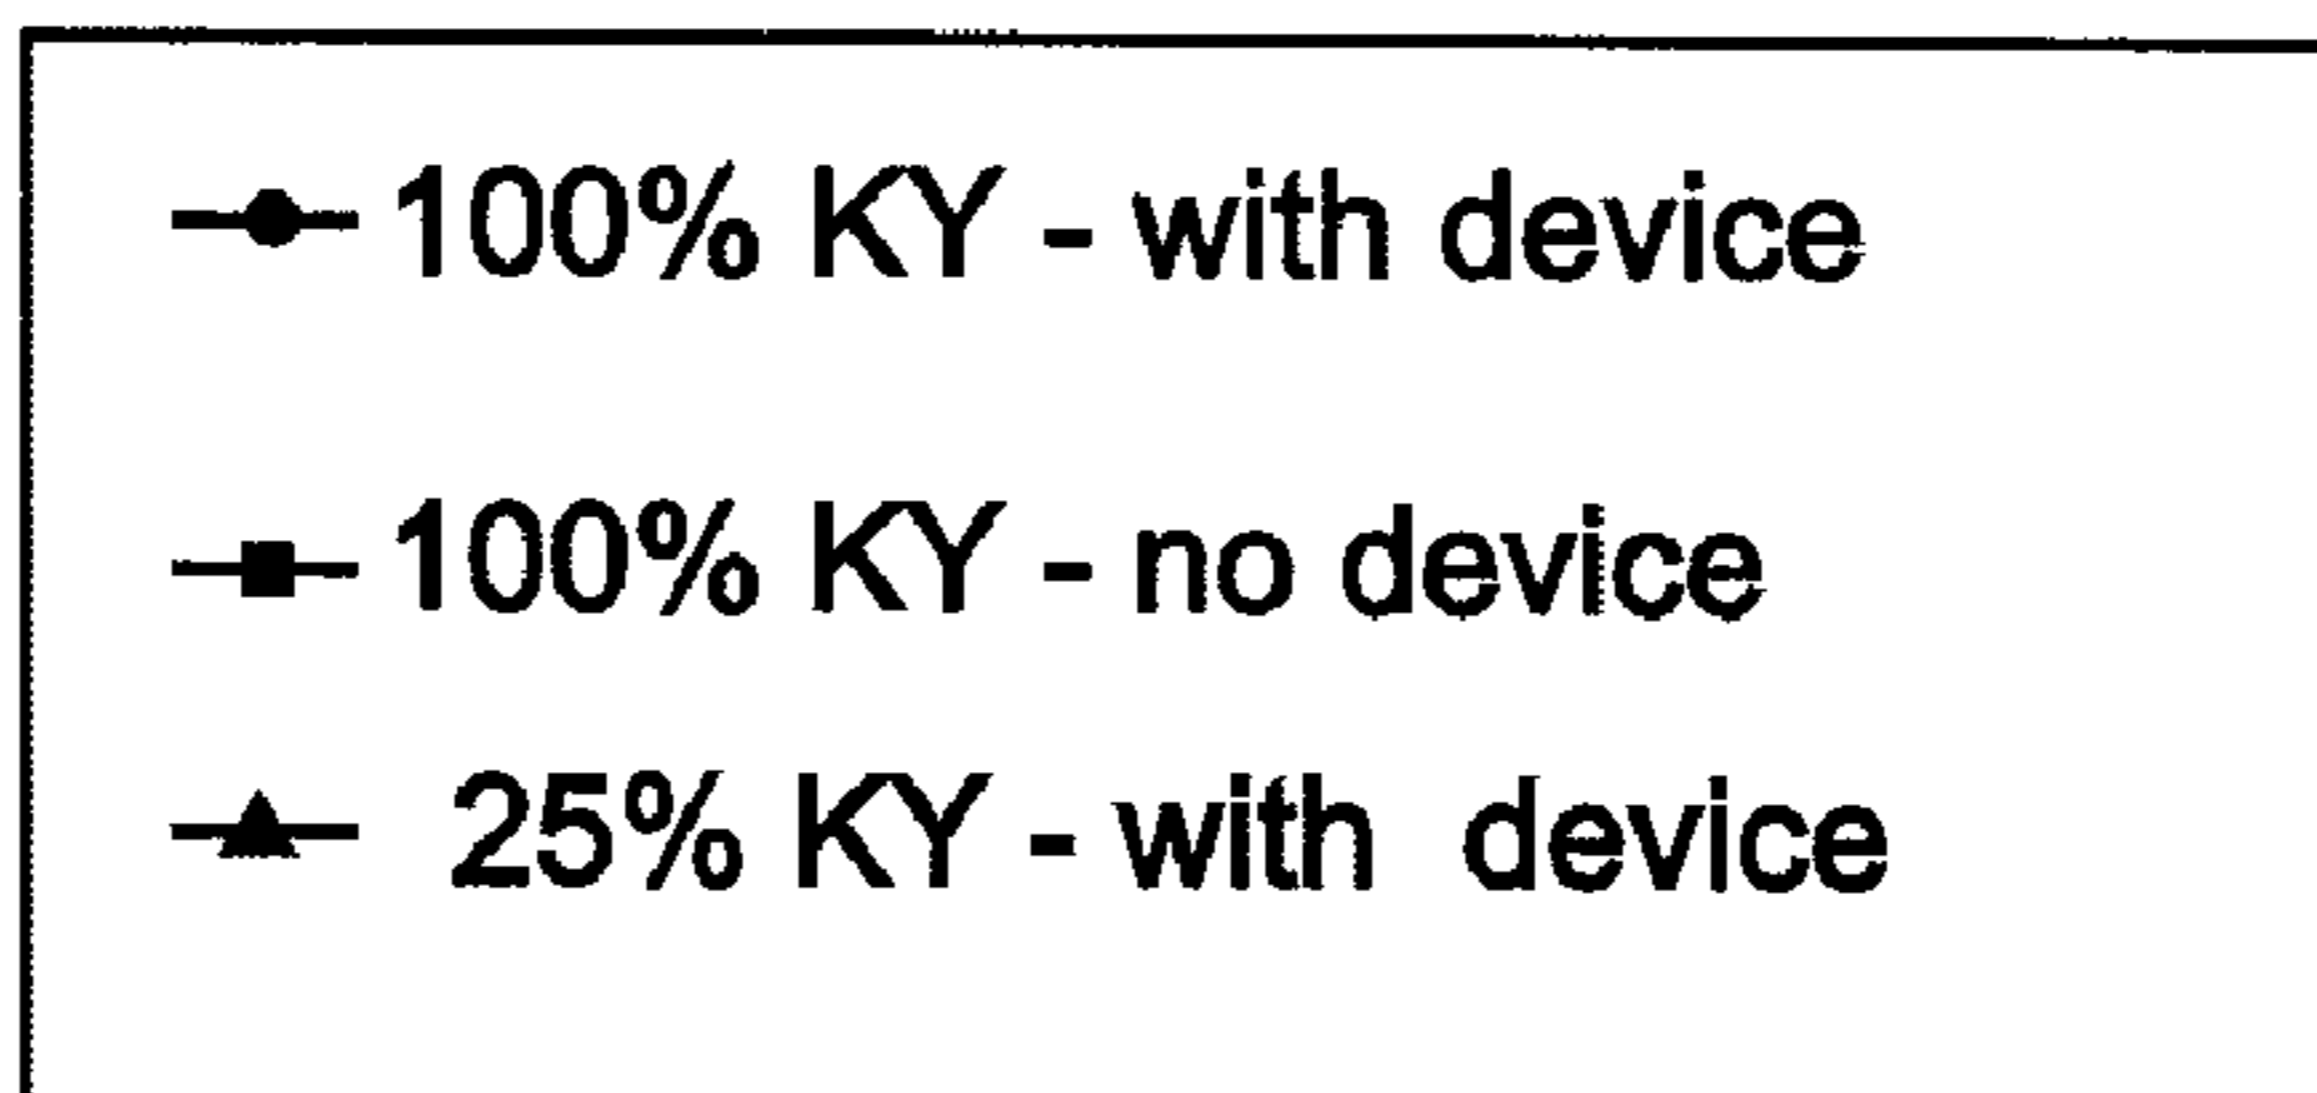 100% KY - with device
100% KY - no device
25% KY - with device